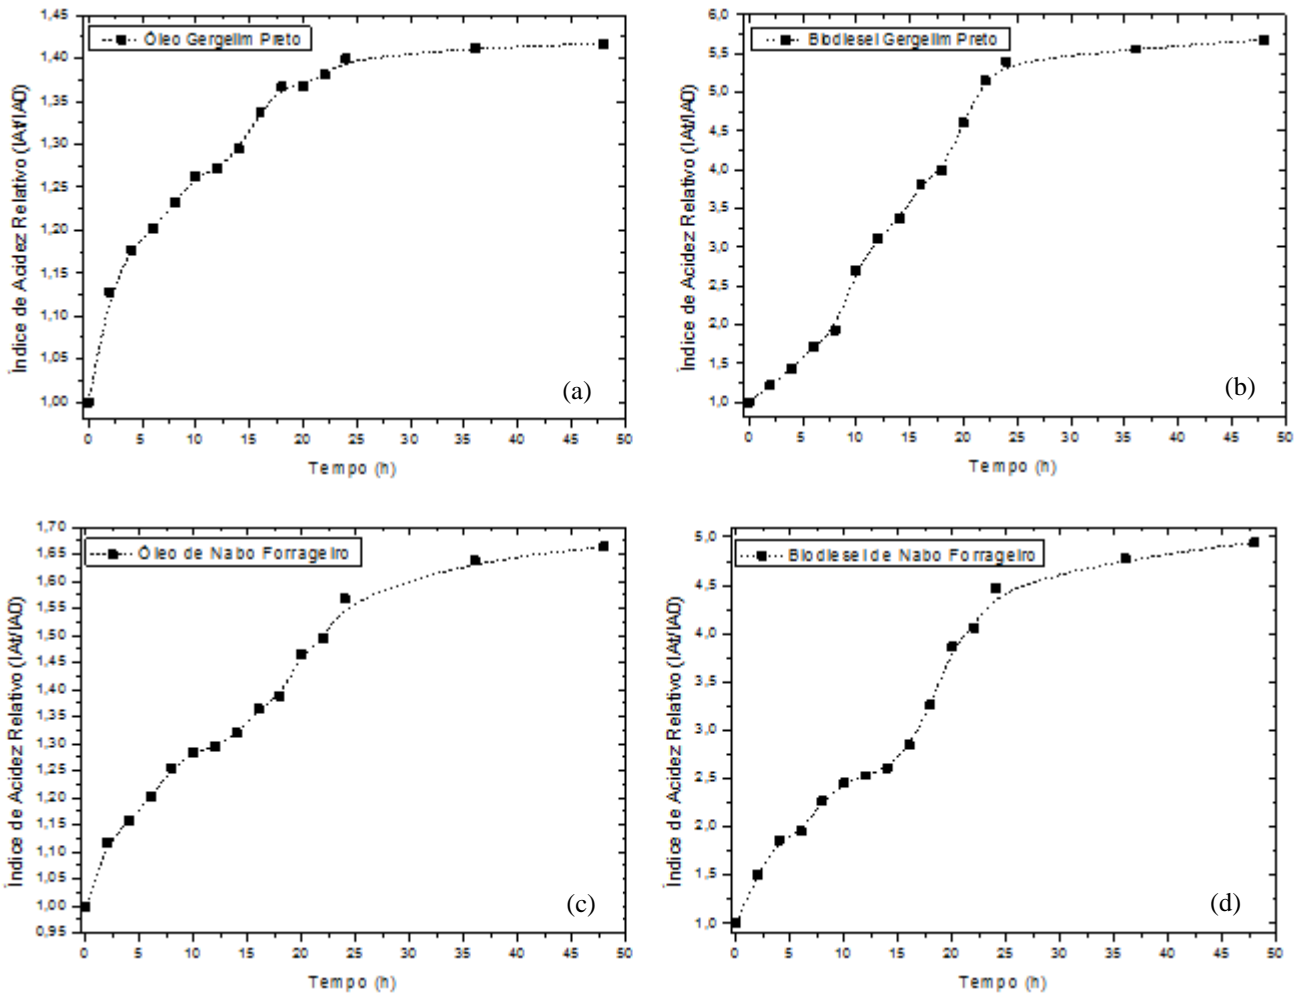 1,45
1,40
1,35
1,30
1,25
1,20
1,15
1,10
1,05
1,00
Índice de Acidez Relativo (IAt/IA0)
Óleo Gergelim Preto
(a)
0 5 10 15 20 25 30 35 40 45 50
Tempo (h)
6,0
5,5
5,0
4,5
4,0
3,5
3,0
2,5
2,0
1,5
1,0
Índice de Acidez Relativo (IAt/IA0)
Biodiesel Gergelim Preto
(b)
0 5 10 15 20 25 30 35 40 45 50
Tempo (h)
1,70
1,65
1,60
1,55
1,50
1,45
1,40
1,35
1,30
1,25
1,20
1,15
1,10
1,05
1,00
0,95
Índice de Acidez Relativo (IAt/IA0)
Óleo de Nabo Forrageiro
(c)
0 5 10 15 20 25 30 35 40 45 50
Tempo (h)
5,0
4,5
4,0
3,5
3,0
2,5
2,0
1,5
1,0
Índice de Acidez Relativo (IAt/IA0)
Biodiesel de Nabo Forrageiro
(d)
0 5 10 15 20 25 30 35 40 45 50
Tempo (h)